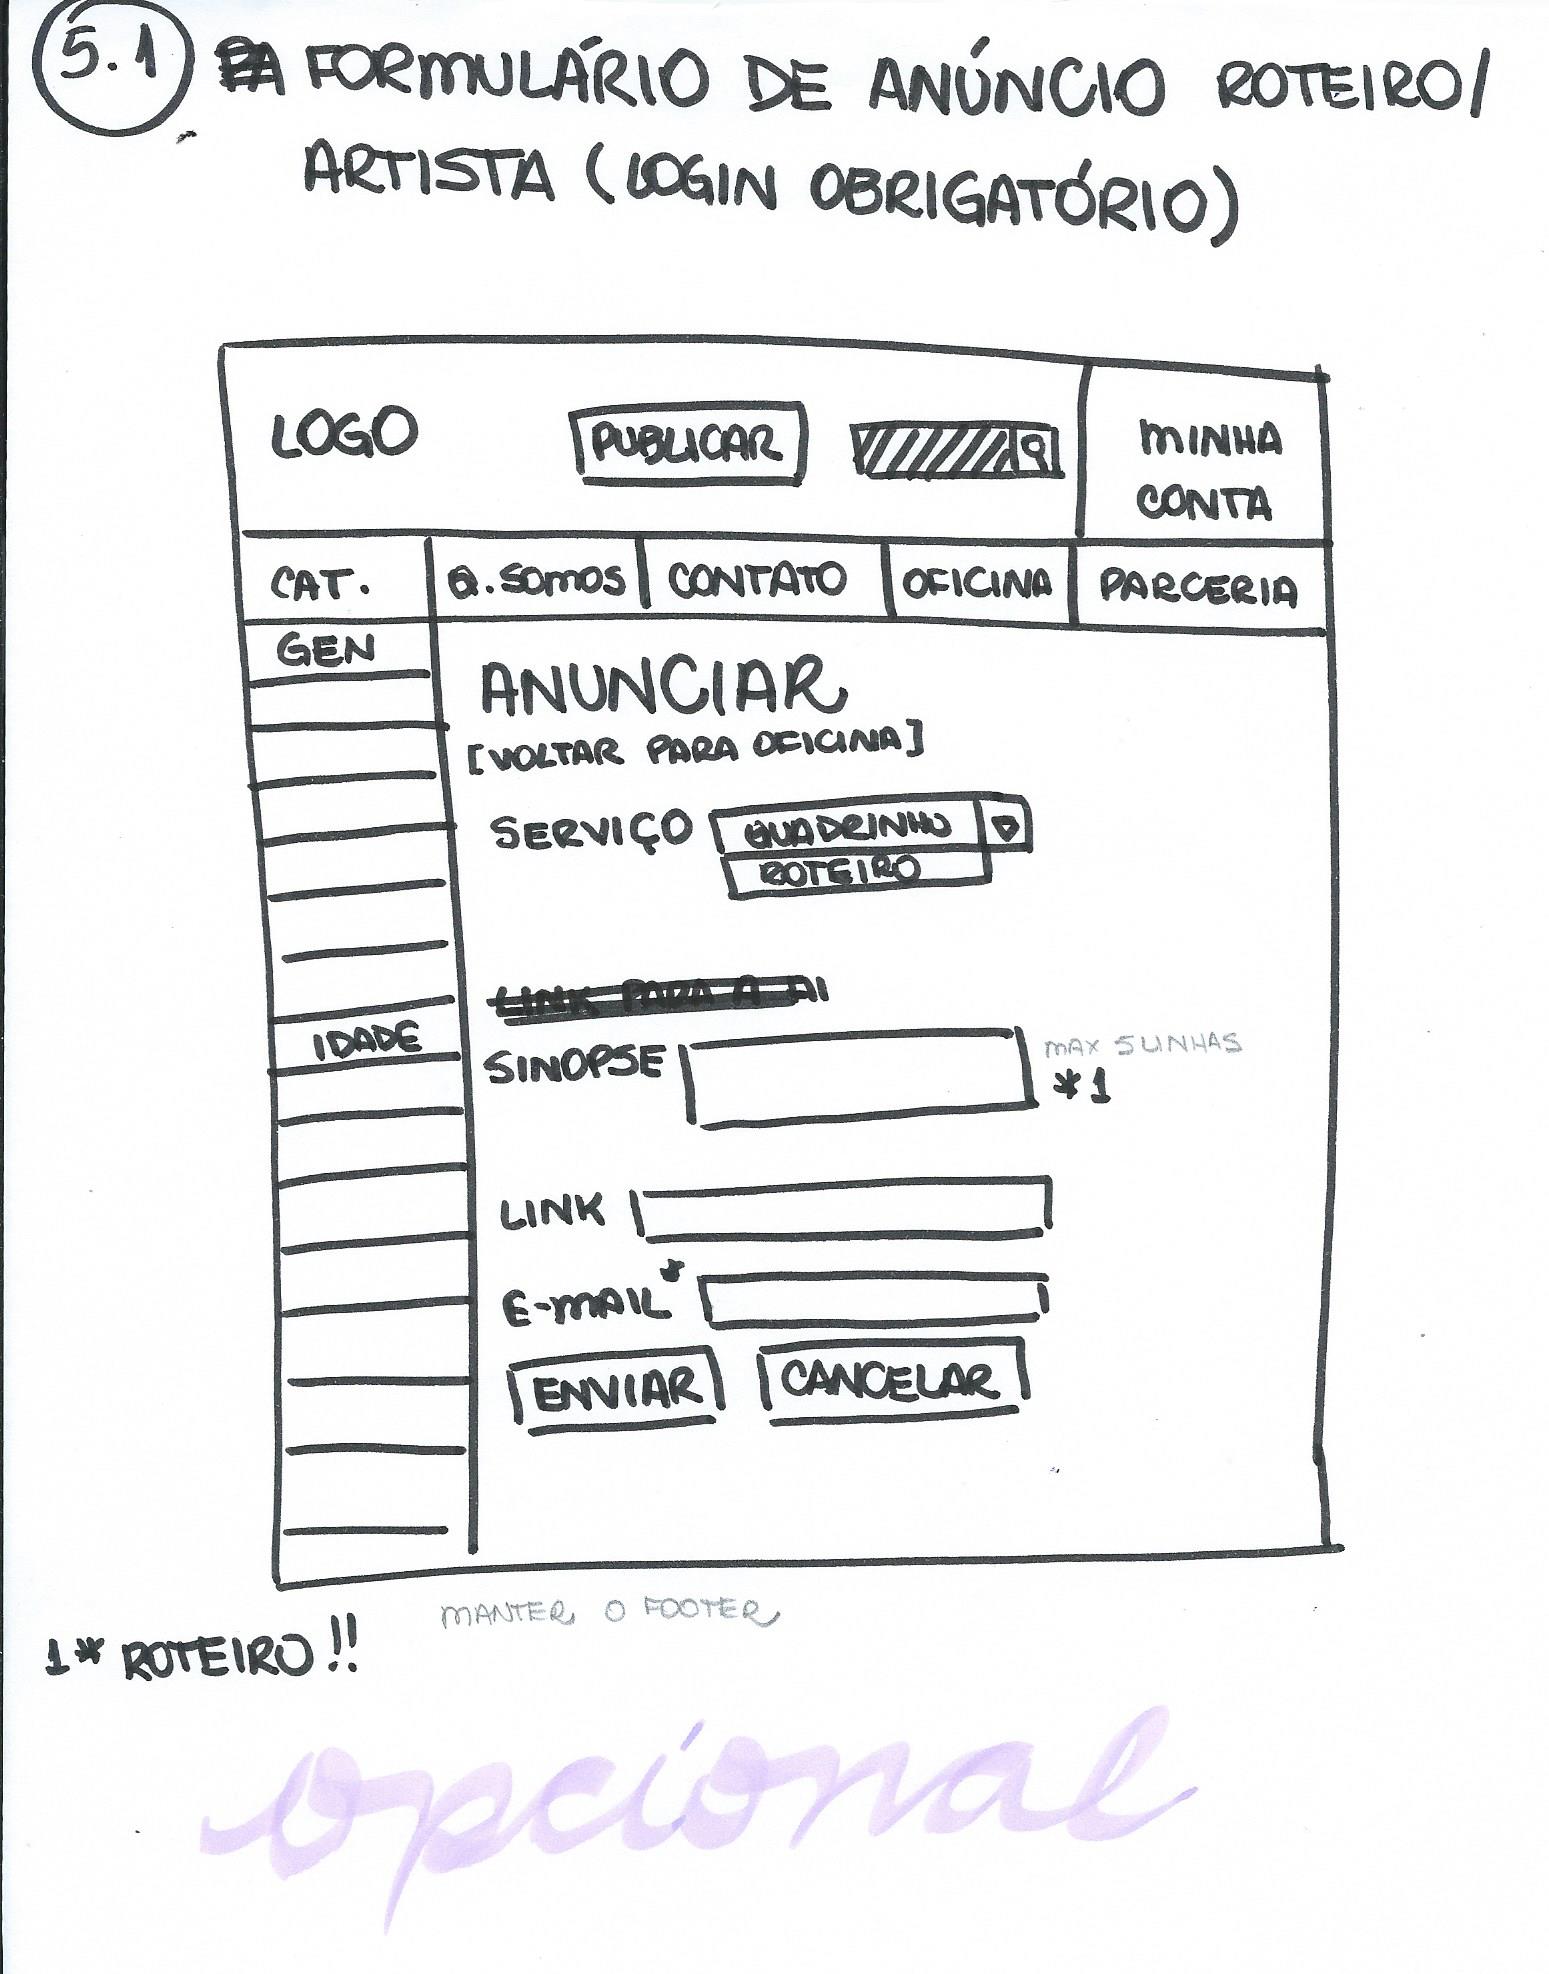 5.1 FORMULÁRIO DE ANÚNCIO ROTEIRO/
ARTISTA (LOGIN OBRIGATÓRIO)
LOGO PUBLICAR MINHA
CONTA
CAT. Q.SOMOS CONTATO OFICINA PARCERIA
GEN
ANUNCIAR
[VOLTAR PARA OFICINA]
SERVIÇO QUADRINHO
ROTEIRO
LINK PARA A AI
IDADE
SINOPSE MAX 5 LINHAS
*1
LINK
E-MAIL*
ENVIAR CANCELAR
MANTER O FOOTER
1* ROTEIRO!!
opcional